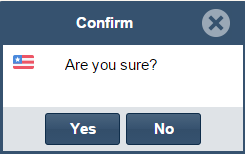 Confirm
Are you sure?
Yes No